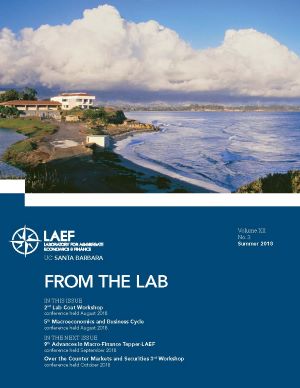 LAEF
LABORATORY FOR AGGREGATE
ECONOMICS & FINANCE
UC SANTA BARBARA
Volume XII
No. 3
Summer 2018
FROM THE LAB
IN THIS ISSUE
2nd Lab Coat Workshop
conference held August 2018
5th Macroeconomics and Business Cycle
conference held August 2018
IN THE NEXT ISSUE
9th Advances in Macro-Finance Tepper-LAEF
conference held September 2018
Over the Counter Markets and Securities 3rd Workshop
conference held October 2018